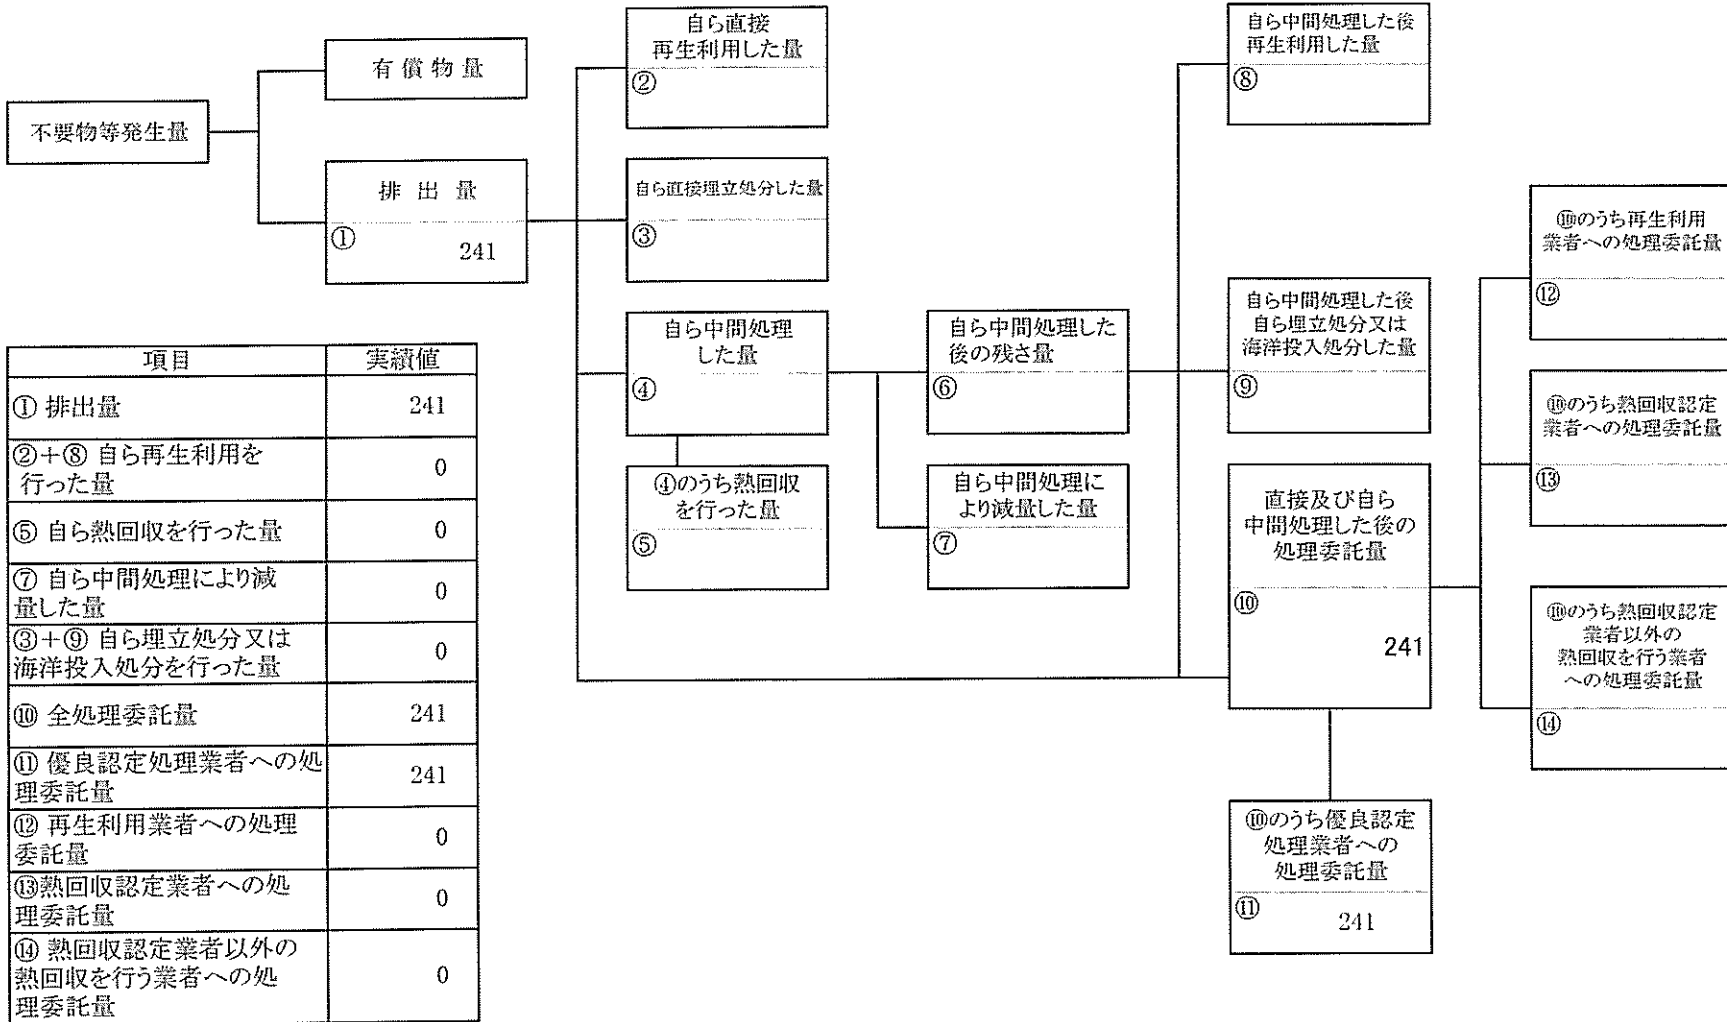 不要物等発生量
有償物量
排出量
①
241
自ら直接
再生利用した量
②
自ら直接埋立処分した量
③
自ら中間処理
した量
④
④のうち熱回収
を行った量
⑤
自ら中間処理した
後の残さ量
⑥
自ら中間処理に
より減量した量
⑦
自ら中間処理した後
再生利用した量
⑧
自ら中間処理した後
自ら埋立処分又は
海洋投入処分した量
⑨
直接及び自ら
中間処理した後の
処理委託量
⑩
241
⑩のうち優良認定
処理業者への
処理委託量
⑪
241
⑩のうち再生利用
業者への処理委託量
⑫
⑩のうち熱回収認定
業者への処理委託量
⑬
⑩のうち熱回収認定
業者以外の
熱回収を行う業者
への処理委託量
⑭
項目 実績値
① 排出量 241
②+⑧ 自ら再生利用を
行った量 0
⑤ 自ら熱回収を行った量 0
⑦ 自ら中間処理により減
量した量 0
③+⑨ 自ら埋立処分又は
海洋投入処分を行った量 0
⑩ 全処理委託量 241
⑪ 優良認定処理業者への処
理委託量 241
⑫ 再生利用業者への処理
委託量 0
⑬熱回収認定業者への処
理委託量 0
⑭ 熱回収認定業者以外の
熱回収を行う業者への処
理委託量 0